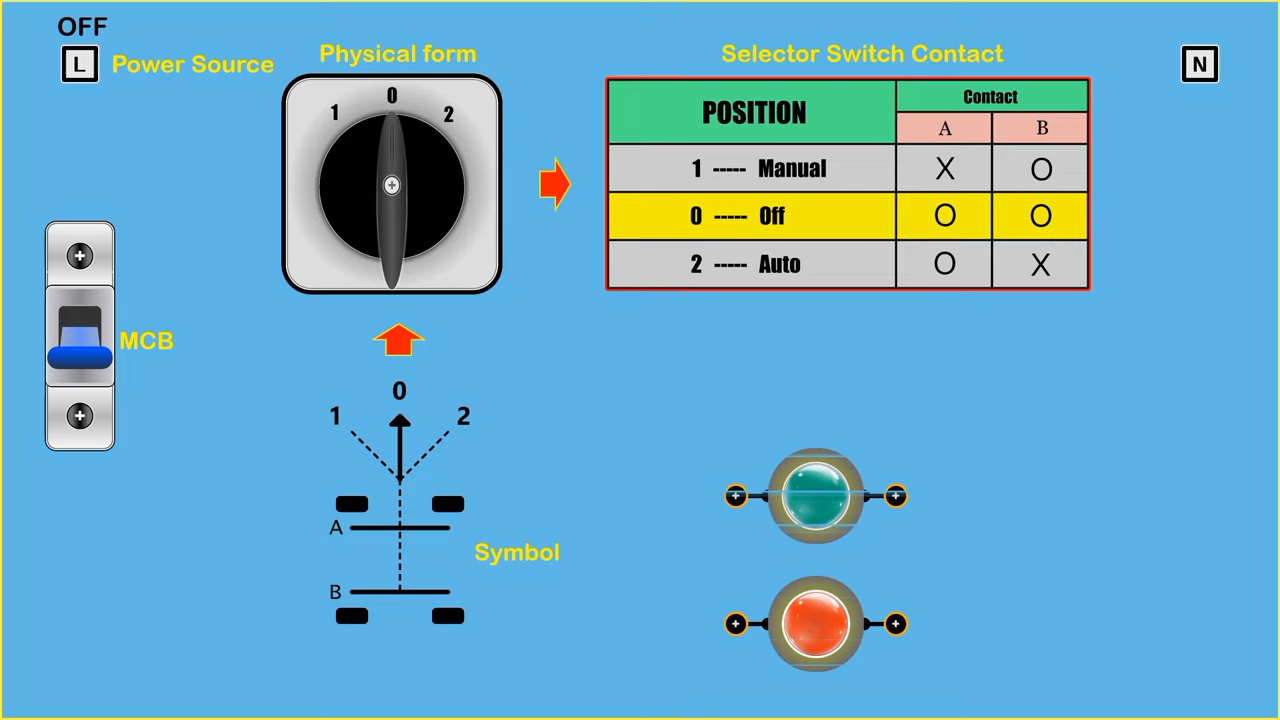 OFF
L Power Source
Physical form
Selector Switch Contact
N
1 0 2
POSITION Contact
A B
1 ----- Manual X O
0 ----- Off O O
2 ----- Auto O X
MCB
1 0 2
A
Symbol
B